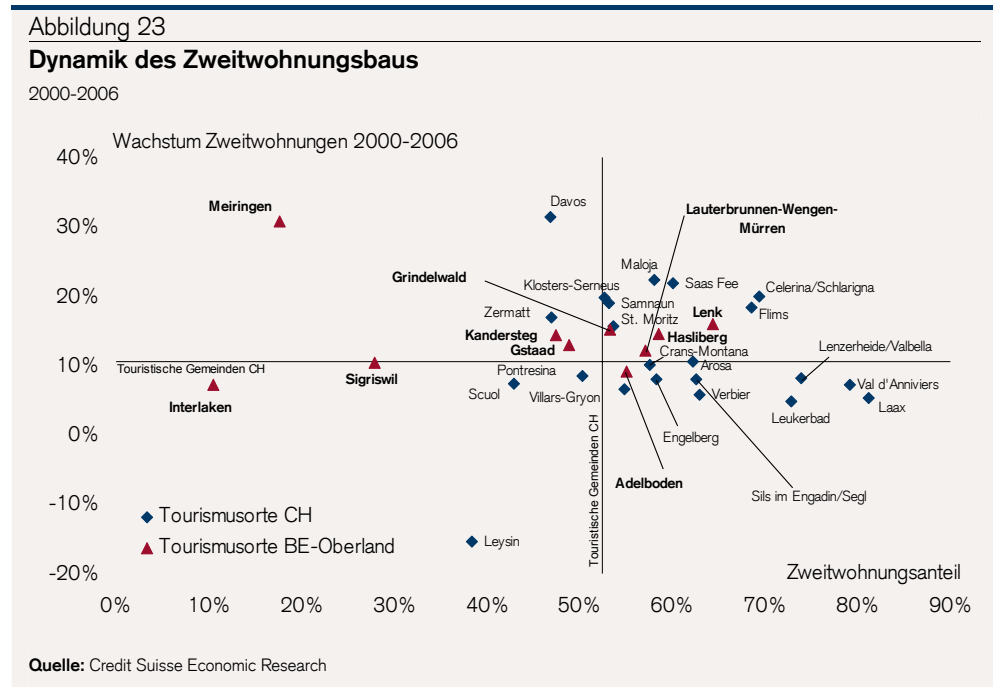 Abbildung 23
Dynamik des Zweitwohnungsbaus
2000-2006
Wachstum Zweitwohnungen 2000-2006
40%
30%
20%
10%
0%
-10%
-20%
Meiringen
Davos
Lauterbrunnen-Wengen-
Mürren
Grindelwald
Maloja
Klosters-Serneus
Saas Fee
Celerina/Schlarigna
Samnaun
Flims
Zermatt
St. Moritz
Lenk
Kandersteg
Hasliberg
Gstaad
Crans-Montana
Lenzerheide/Valbella
Arosa
Touristische Gemeinden CH
Pontresina
Sigriswil
Scuol
Villars-Gryon
Verbier
Val d'Anniviers
Interlaken
Laax
Leukerbad
Engelberg
Touristische Gemeinden CH
Adelboden
Sils im Engadin/Segl
Tourismusorte CH
Tourismusorte BE-Oberland
Leysin
Zweitwohnungsanteil
0% 10% 20% 30% 40% 50% 60% 70% 80% 90%
Quelle: Credit Suisse Economic Research